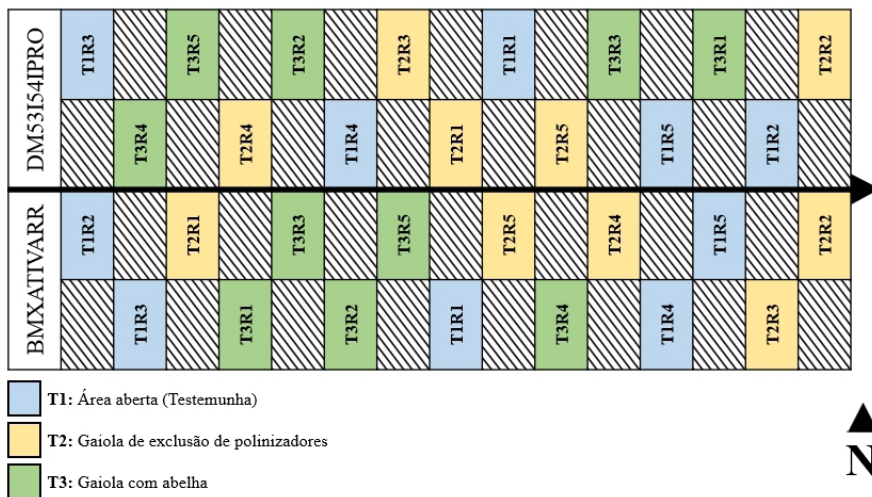 DM53I54IPRO
T1R3 T3R5 T3R2 T2R3 T1R1 T3R3 T3R1 T2R2
T3R4 T2R4 T1R4 T2R1 T2R5 T1R5 T1R2
BMXATIVARR
T1R2 T2R1 T3R3 T3R5 T2R5 T2R4 T1R5 T2R2
T1R3 T3R1 T3R2 T1R1 T3R4 T1R4 T2R3
T1: Área aberta (Testemunha)
T2: Gaiola de exclusão de polinizadores
T3: Gaiola com abelha
N